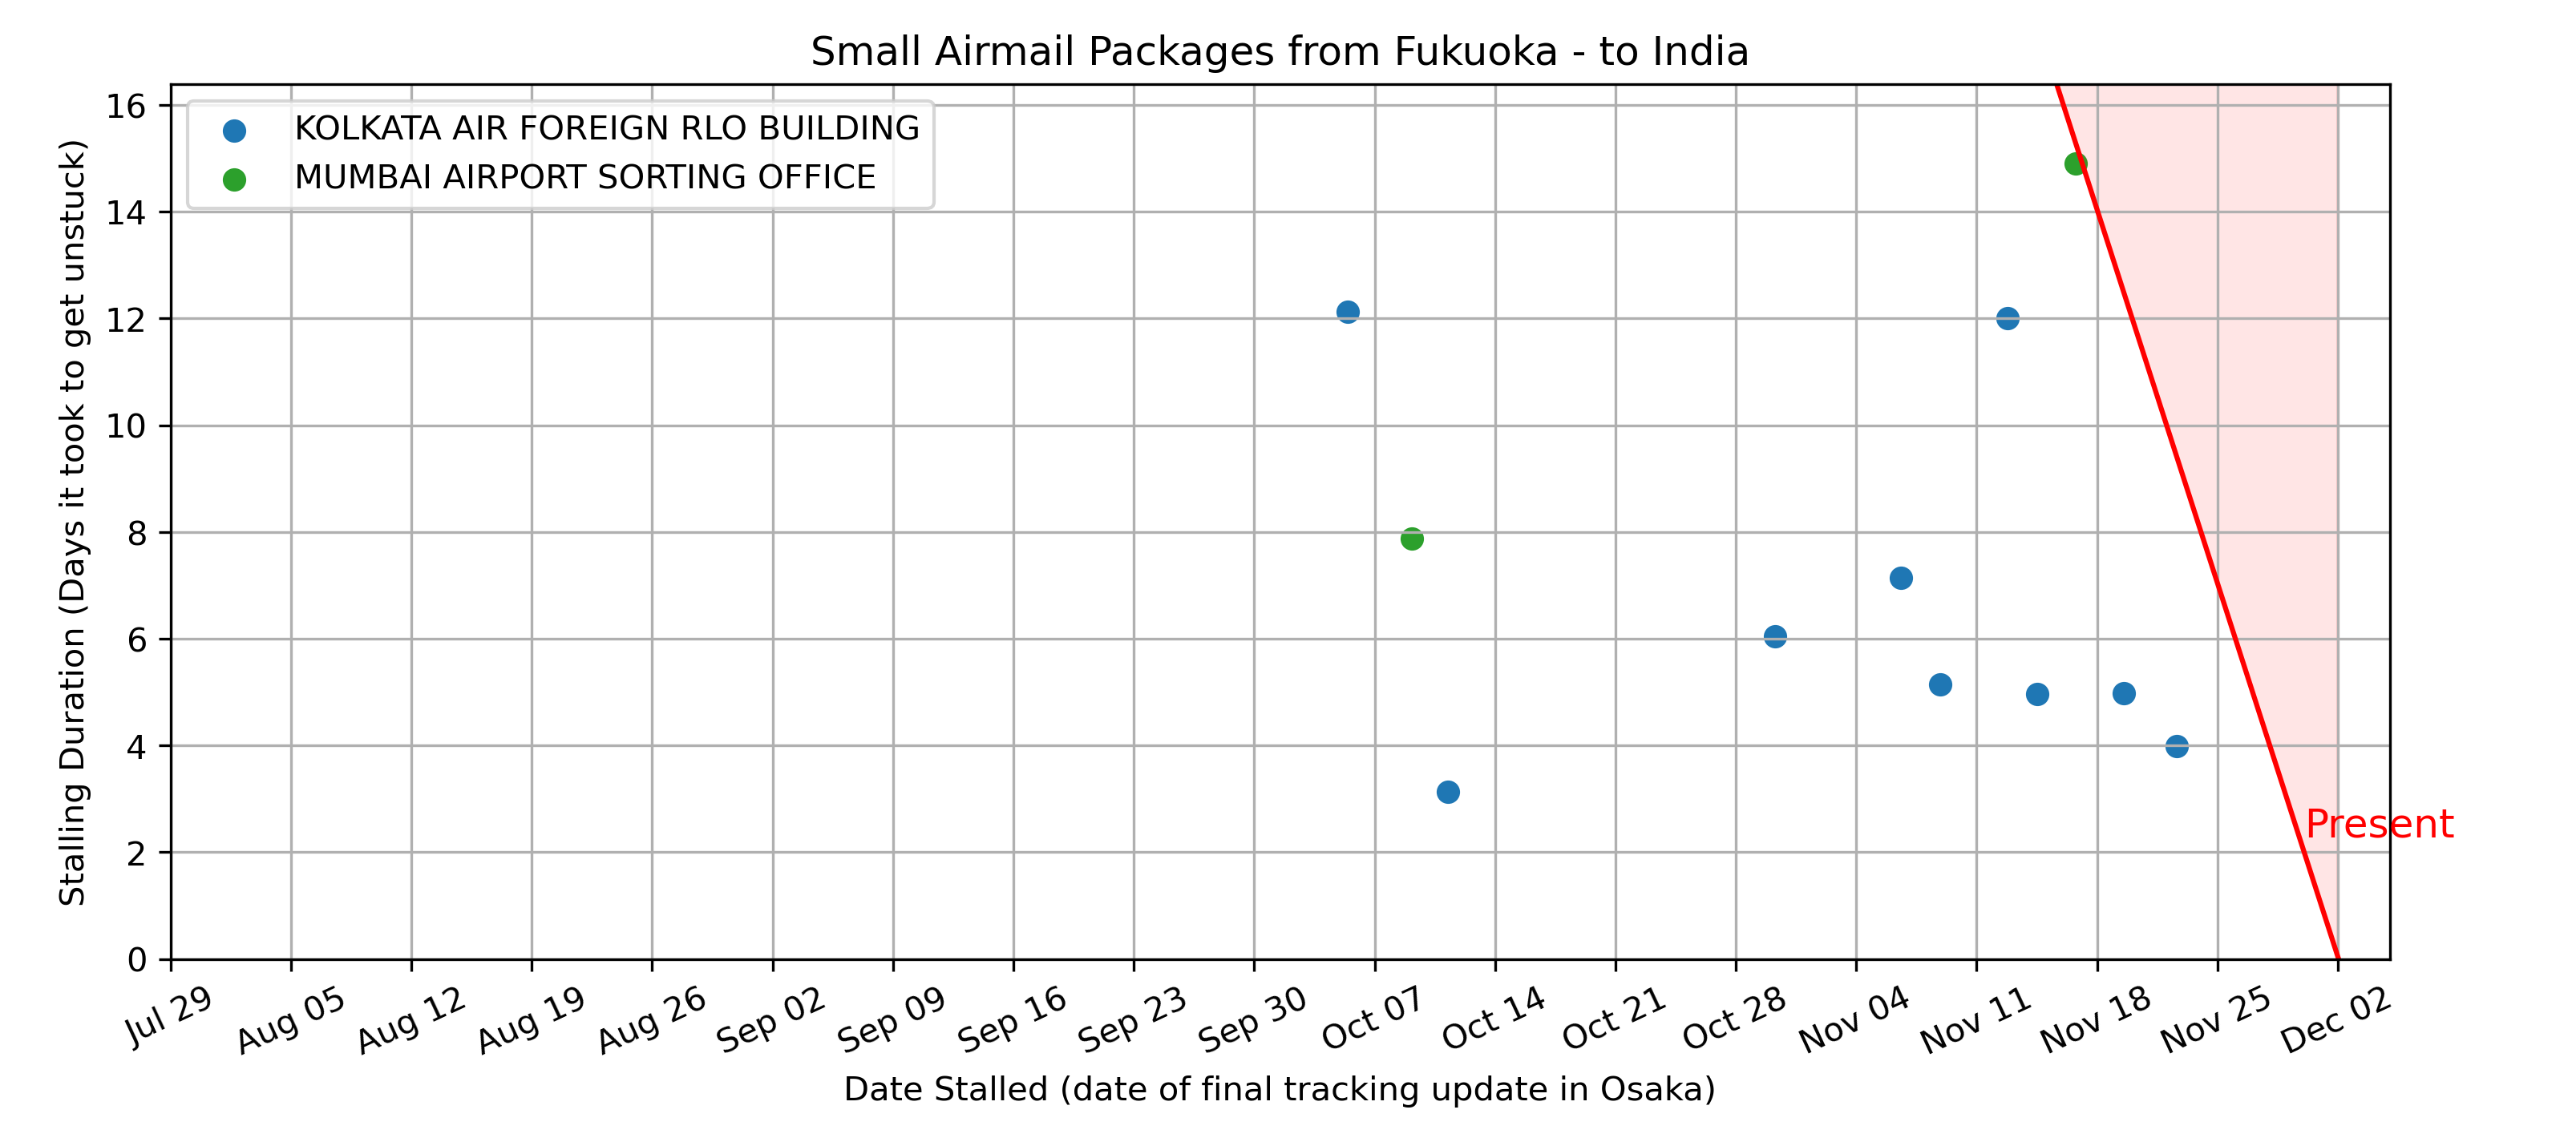 Small Airmail Packages from Fukuoka - to India
KOLKATA AIR FOREIGN RLO BUILDING
MUMBAI AIRPORT SORTING OFFICE
Stalling Duration (Days it took to get unstuck)
16
14
12
10
8
6
4
2
0
Present
Jul 29
Aug 05
Aug 12
Aug 19
Aug 26
Sep 02
Sep 09
Sep 16
Sep 23
Sep 30
Oct 07
Oct 14
Oct 21
Oct 28
Nov 04
Nov 11
Nov 18
Nov 25
Dec 02
Date Stalled (date of final tracking update in Osaka)